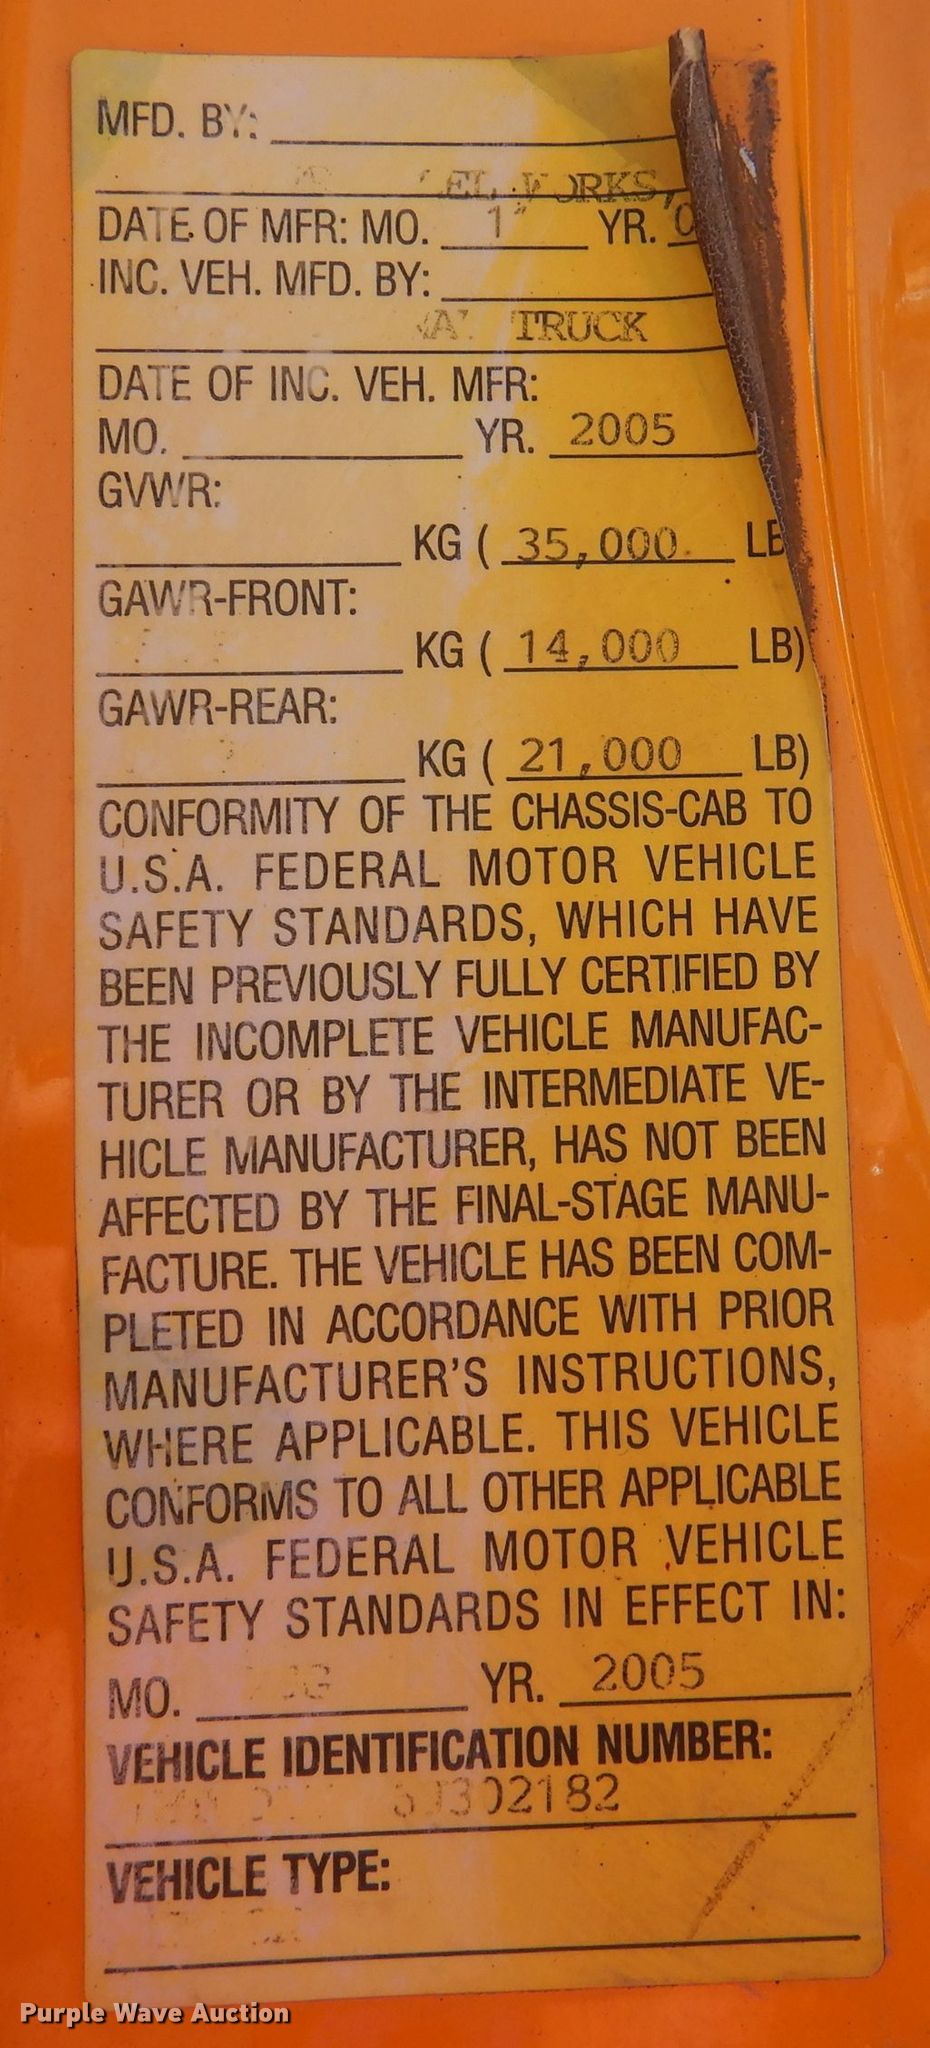 MFD. BY:
WORKS,
DATE OF MFR: MO. YR.
INC. VEH. MFD. BY:
TRUCK
DATE OF INC. VEH. MFR:
MO. YR. 2005
GVWR:
KG ( 35,000 LB
GAWR-FRONT:
KG ( 14,000 LB)
GAWR-REAR:
KG ( 21,000 LB)
CONFORMITY OF THE CHASSIS-CAB TO
U.S.A. FEDERAL MOTOR VEHICLE
SAFETY STANDARDS, WHICH HAVE
BEEN PREVIOUSLY FULLY CERTIFIED BY
THE INCOMPLETE VEHICLE MANUFAC-
TURER OR BY THE INTERMEDIATE VE-
HICLE MANUFACTURER, HAS NOT BEEN
AFFECTED BY THE FINAL-STAGE MANU-
FACTURE. THE VEHICLE HAS BEEN COM-
PLETED IN ACCORDANCE WITH PRIOR
MANUFACTURER'S INSTRUCTIONS,
WHERE APPLICABLE. THIS VEHICLE
CONFORMS TO ALL OTHER APPLICABLE
U.S.A. FEDERAL MOTOR VEHICLE
SAFETY STANDARDS IN EFFECT IN:
MO. YR. 2005
VEHICLE IDENTIFICATION NUMBER:
VEHICLE TYPE:
Purple Wave Auction